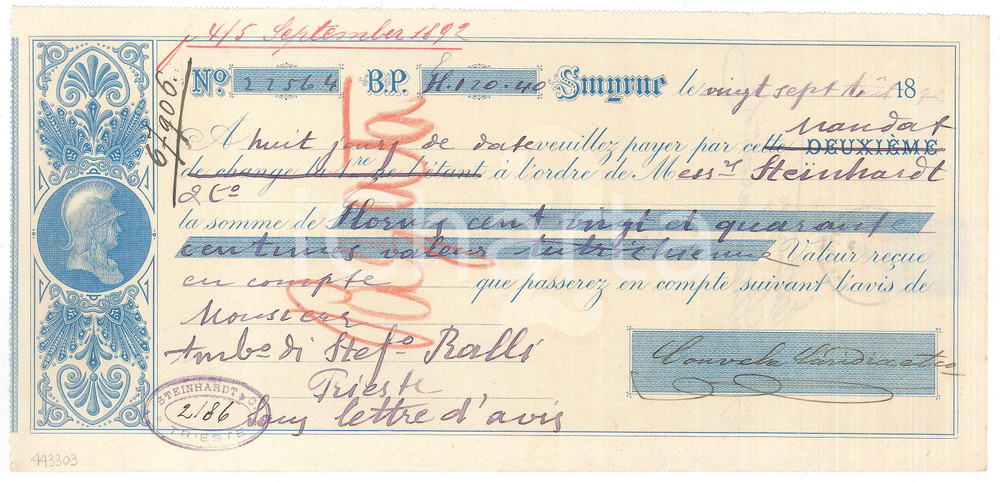 4/5 September 1892
67906.
No. 22564 B.P. fl. 120.40 Smyrne le vingt Sept. 18
A huit jours de date veuillez payer par cette DEUXIÈME Mandat
de change la 1re ne l'étant à l'ordre de Mess.rs Steinhardt
& Co
la somme de Florins cent vingt et quarante
centimes valeur autrichienne Valeur reçue
en compte que passerez en compte suivant l'avis de
Monsieur
Ambo. di Stefo. Ralli
Trieste
Sans lettre d'avis
STEINHARDT & Co
2186
TRIESTE
443303